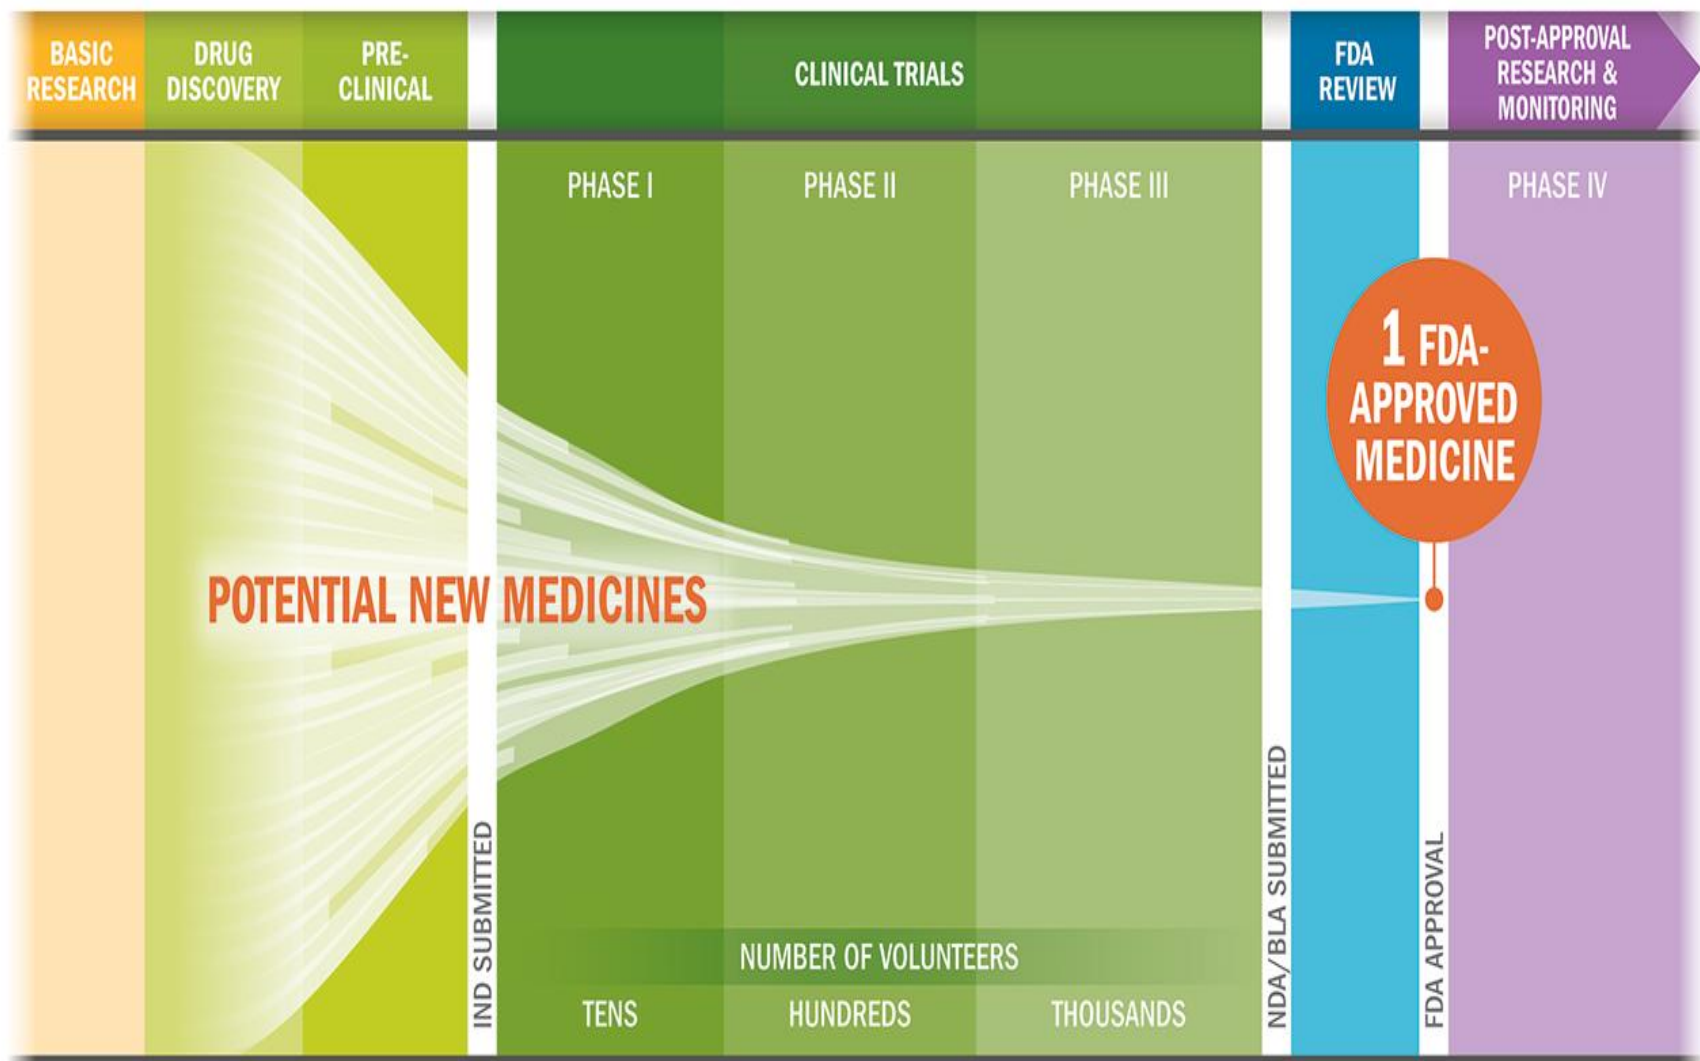 BASIC
RESEARCH
DRUG
DISCOVERY
PRE-
CLINICAL
CLINICAL TRIALS
FDA
REVIEW
POST-APPROVAL
RESEARCH &
MONITORING
PHASE I
PHASE II
PHASE III
PHASE IV
1 FDA-
APPROVED
MEDICINE
POTENTIAL NEW MEDICINES
IND SUBMITTED
NDA/BLA SUBMITTED
FDA APPROVAL
NUMBER OF VOLUNTEERS
TENS
HUNDREDS
THOUSANDS